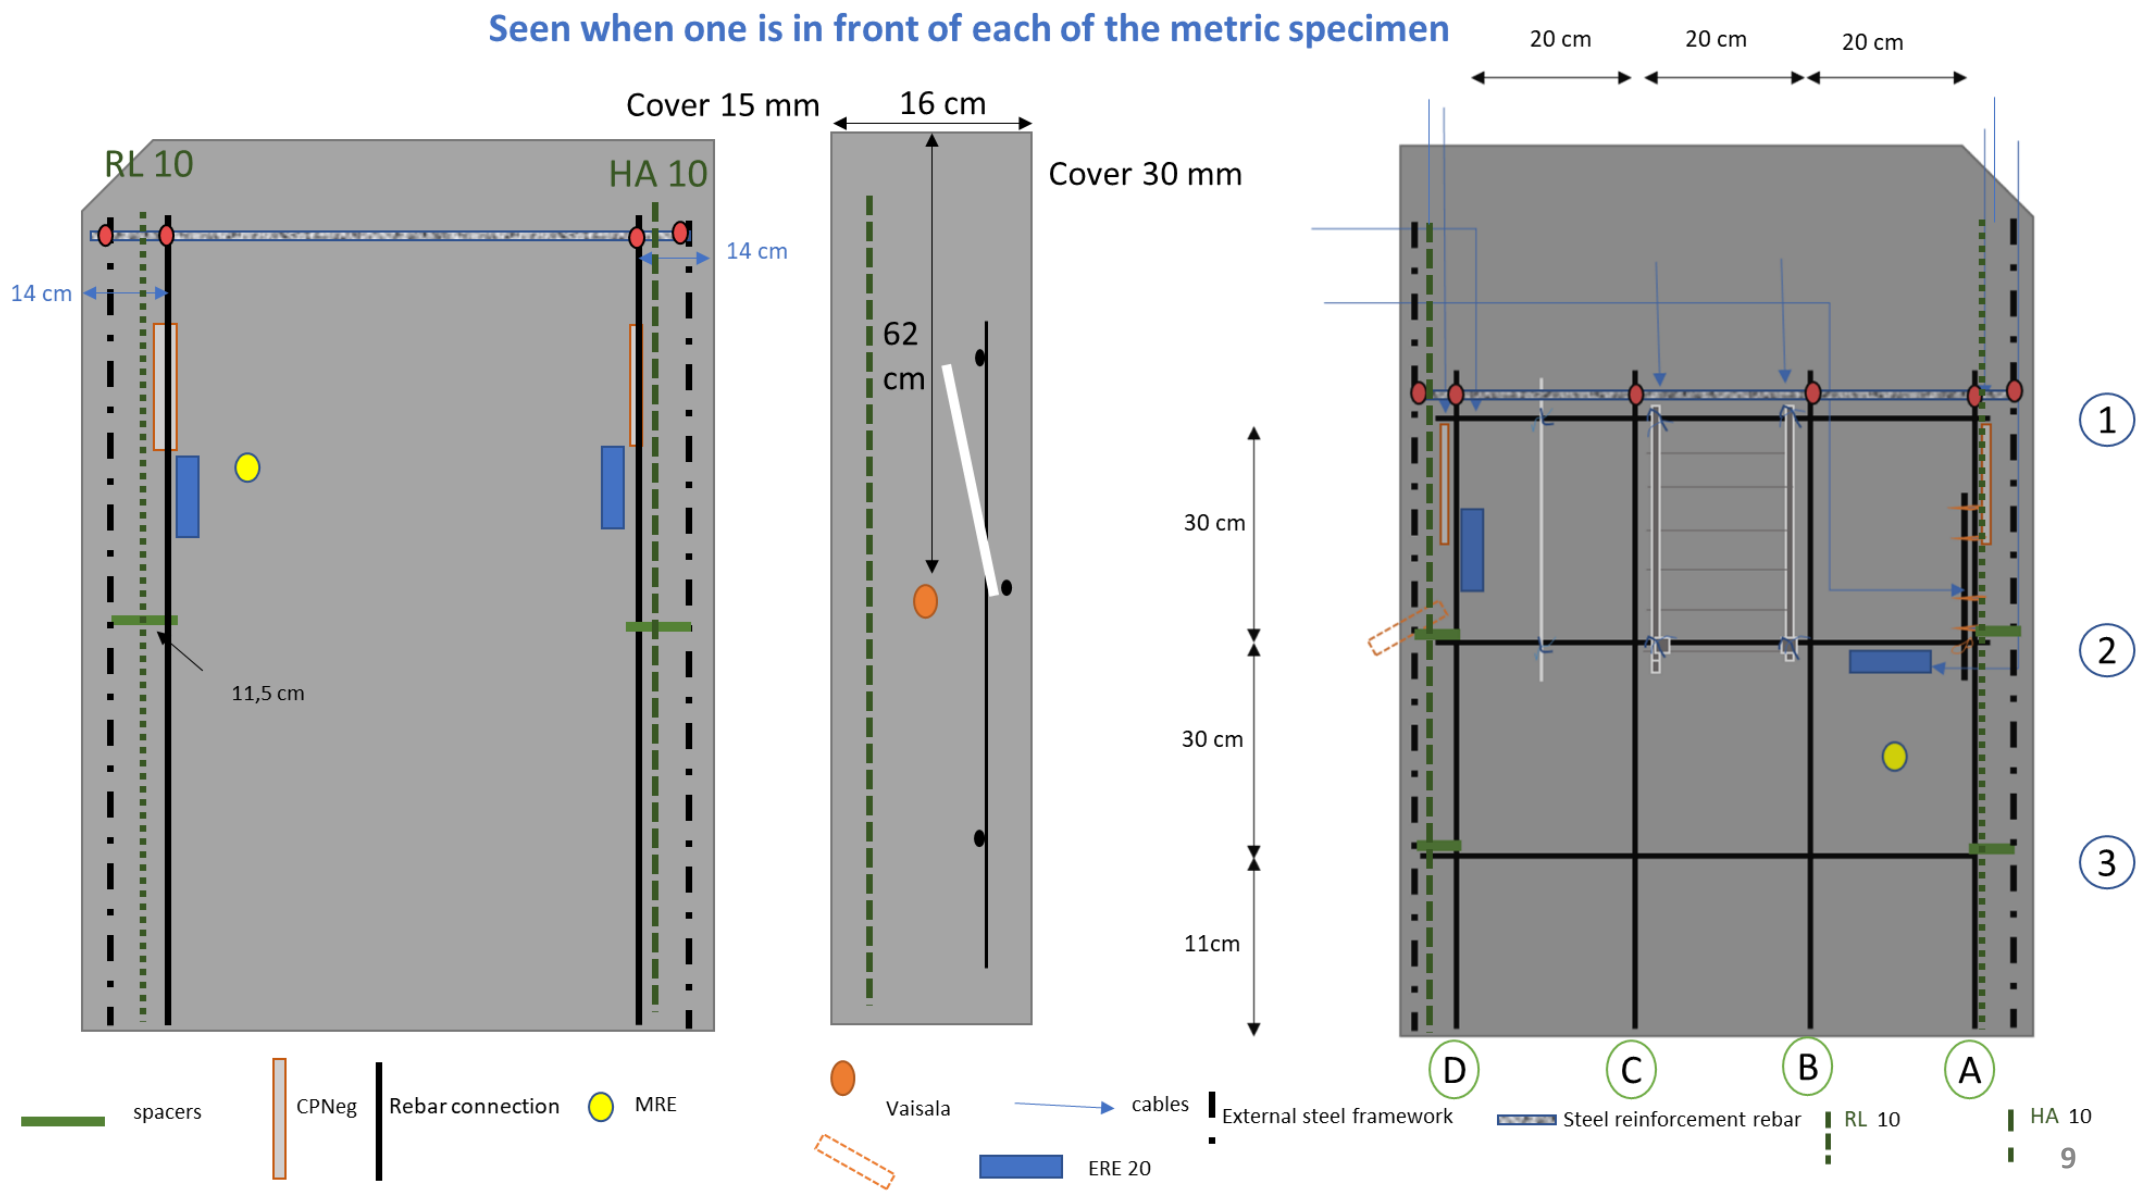 Seen when one is in front of each of the metric specimen
20 cm
20 cm
20 cm
Cover 15 mm
16 cm
Cover 30 mm
RL 10
HA 10
14 cm
14 cm
62
cm
11,5 cm
30 cm
30 cm
11cm
1
2
3
D
C
B
A
spacers
CPNeg
Rebar connection
MRE
Vaisala
cables
External steel framework
Steel reinforcement rebar
RL 10
HA 10
ERE 20
9